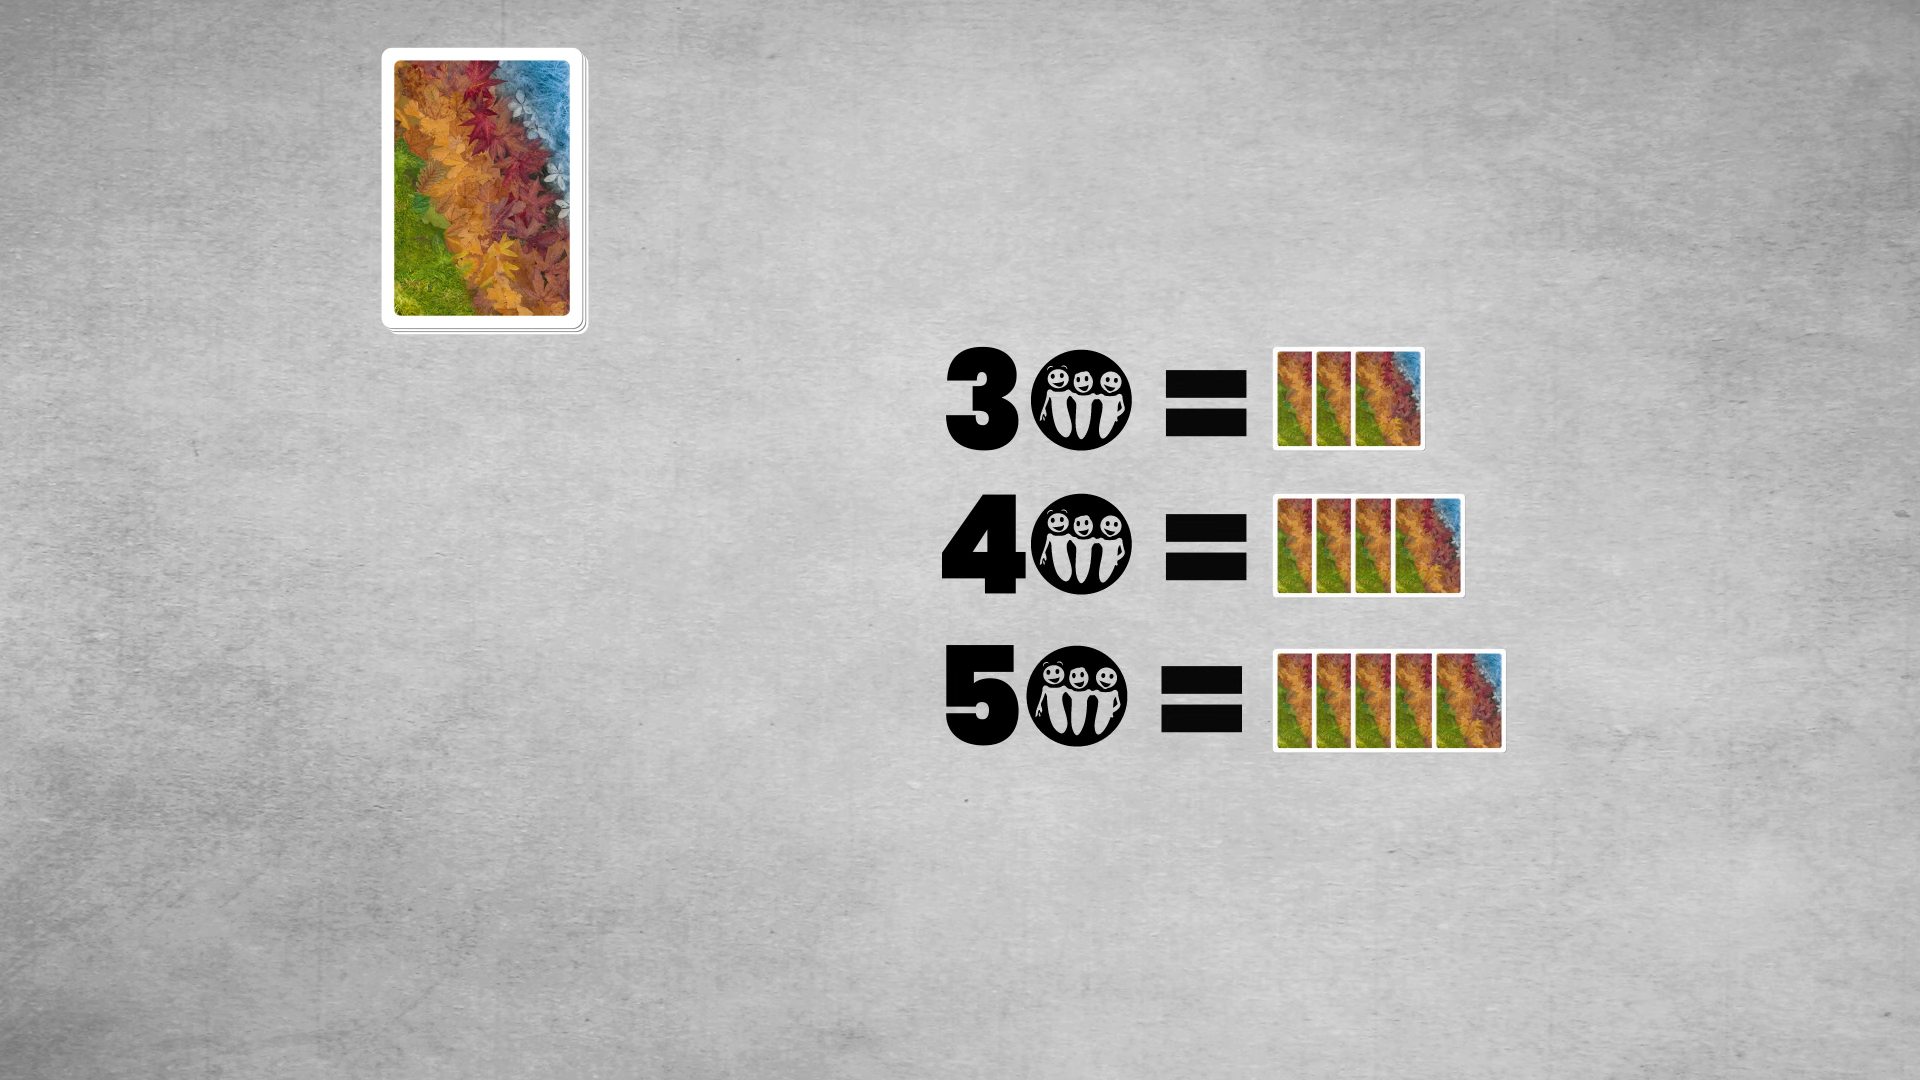 3 =
4 =
5 =